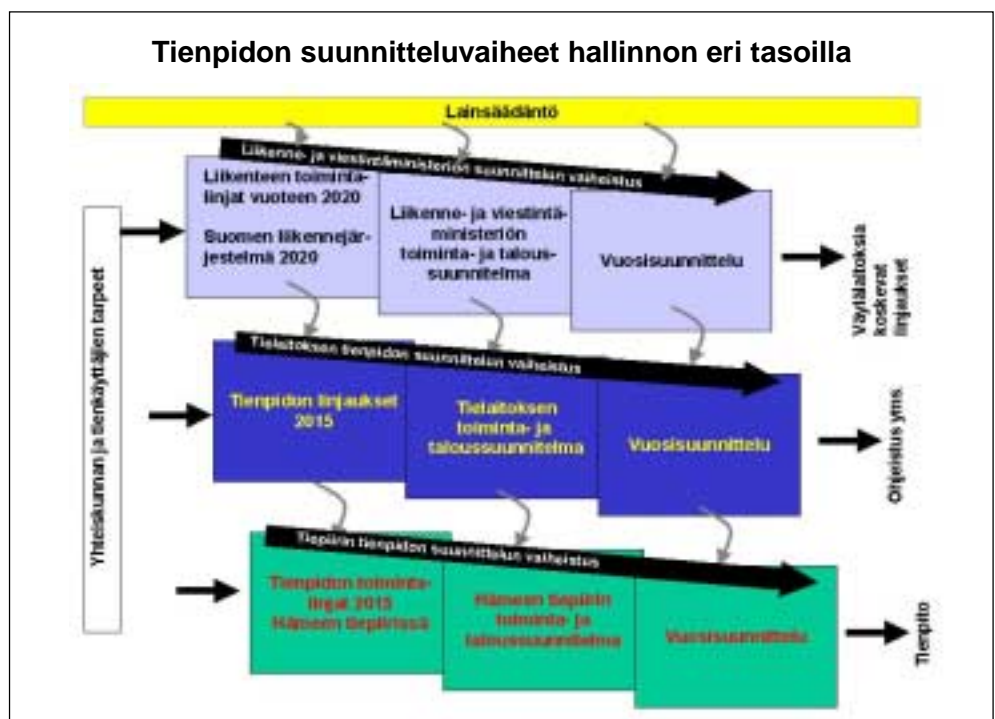 Tienpidon suunnitteluvaiheet hallinnon eri tasoilla
Lainsäädäntö
Yhteiskunnan ja tienkäyttäjien tarpeet
Liikenne- ja viestintäministeriön suunnittelun vaiheistus
Liikenteen toiminta-
linjat vuoteen 2020
Suomen liikennejär-
jestelmä 2020
Liikenne- ja viestintä-
ministeriön
toiminta- ja talous-
suunnitelma
Vuosisuunnittelu
Väylälaitoksia
koskevat
linjaukset
Tielaitoksen tienpidon suunnittelun vaiheistus
Tienpidon linjaukset
2015
Tielaitoksen
toiminta- ja
taloussuunnitelma
Vuosisuunnittelu
Ohjeistus yms
Tiepiirin tienpidon suunnittelun vaiheistus
Tienpidon toiminta-
linjat 2015
Hämeen tiepiirissä
Hämeen tiepiirin
toiminta- ja
taloussuunnitelma
Vuosisuunnittelu
Tienpito